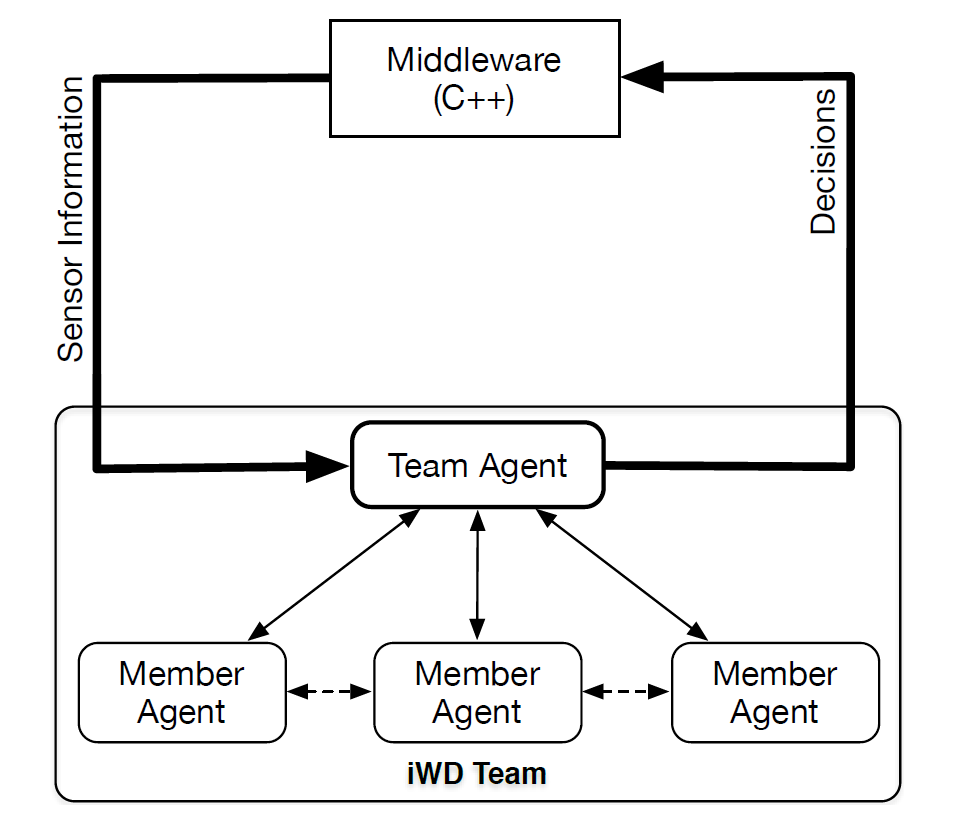 Middleware
(C++)
Sensor Information
Decisions
Team Agent
Member
Agent
Member
Agent
Member
Agent
iWD Team